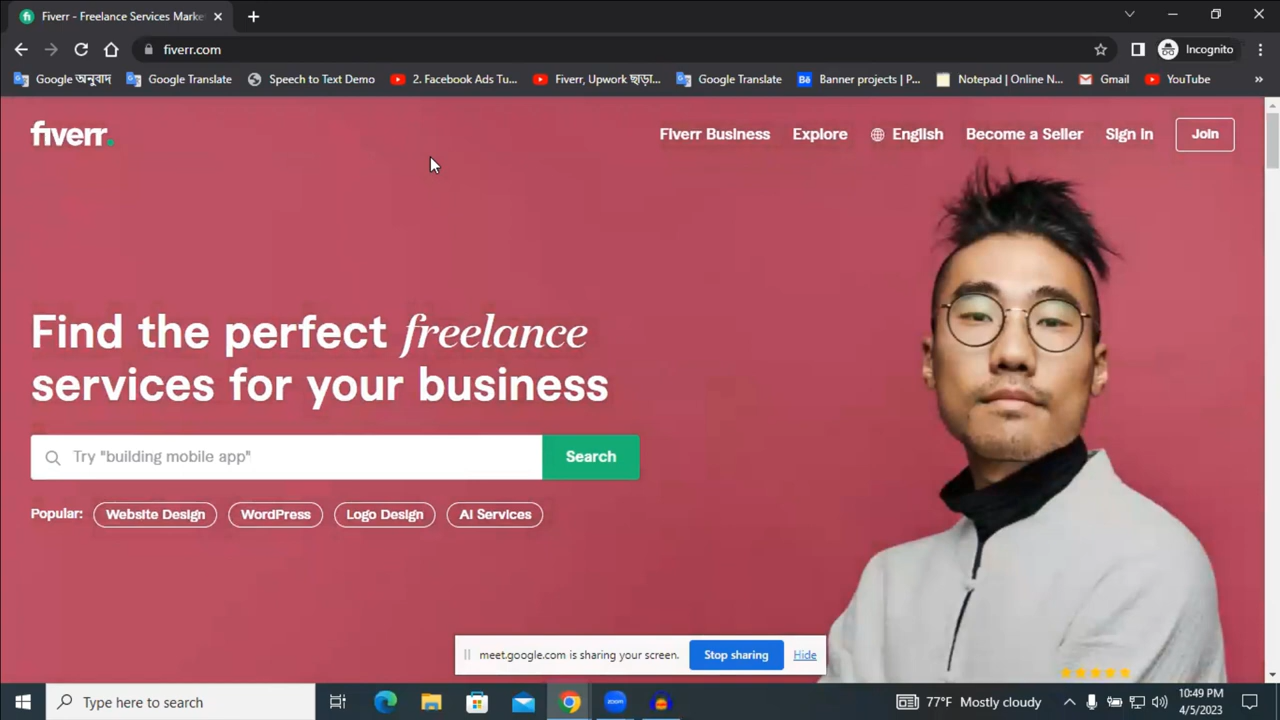 Fiverr - Freelance Services Marke
fiverr.com
Incognito
Google অনুবাদ
Google Translate
Speech to Text Demo
2. Facebook Ads Tu...
Fiverr, Upwork ছাড়া...
Google Translate
Bē
Banner projects | P...
Notepad | Online N...
Gmail
YouTube
fiverr.
Fiverr Business
Explore
English
Become a Seller
Sign in
Join
Find the perfect freelance
services for your business
Try "building mobile app"
Search
Popular:
Website Design
WordPress
Logo Design
AI Services
meet.google.com is sharing your screen.
Stop sharing
Hide
Type here to search
zoom
77°F Mostly cloudy
10:49 PM
4/5/2023